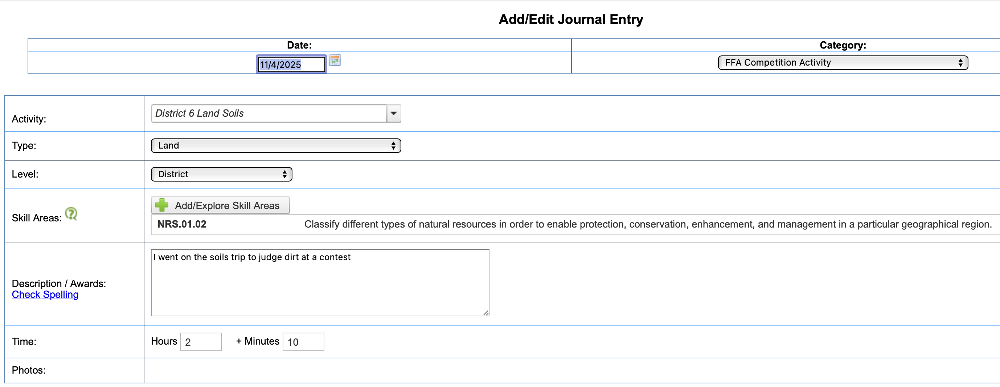 Add/Edit Journal Entry
Date: Category:
11/4/2025 FFA Competition Activity
Activity: District 6 Land Soils
Type: Land
Level: District
Skill Areas: Add/Explore Skill Areas
NRS.01.02 Classify different types of natural resources in order to enable protection, conservation, enhancement, and management in a particular geographical region.
I went on the soils trip to judge dirt at a contest
Description / Awards:
Check Spelling
Time: Hours 2 + Minutes 10
Photos: